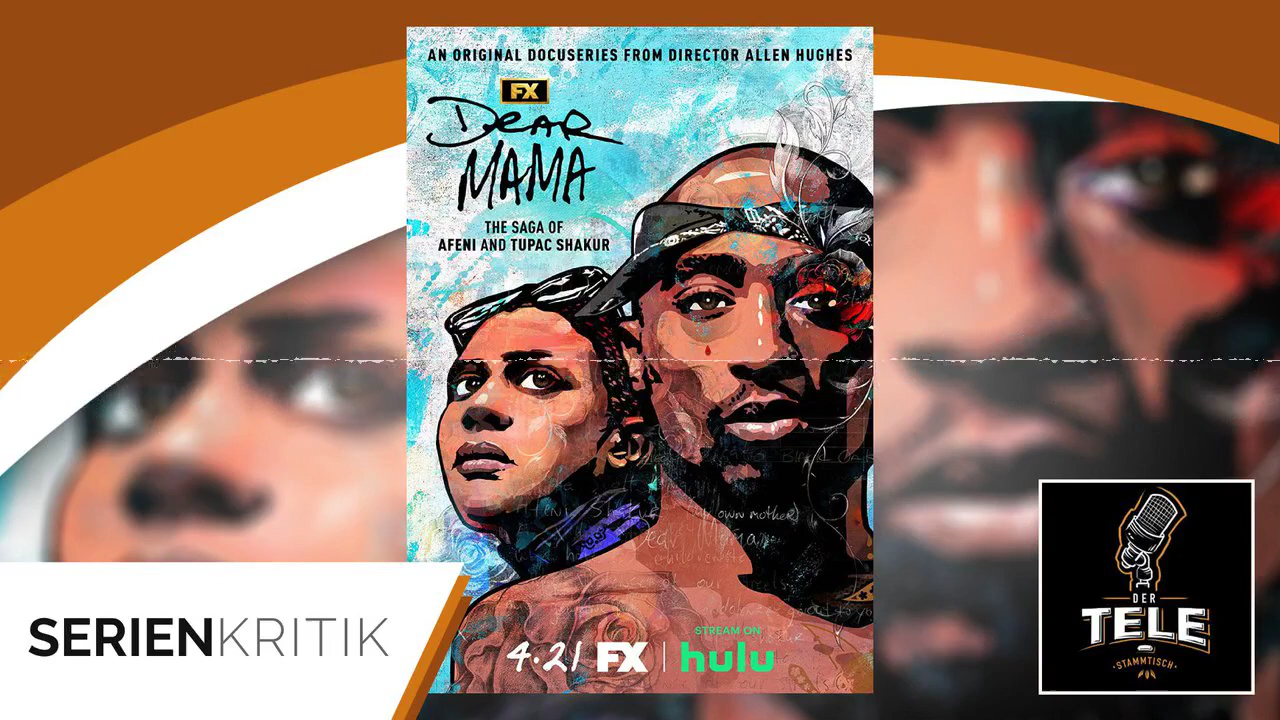 AN ORIGINAL DOCUSERIES FROM DIRECTOR ALLEN HUGHES
FX
DEAR
MAMA
THE SAGA OF
AFENI AND TUPAC SHAKUR
4.21 FX
STREAM ON
hulu
SERIENKRITIK
DER
TELE
STAMMTISCH